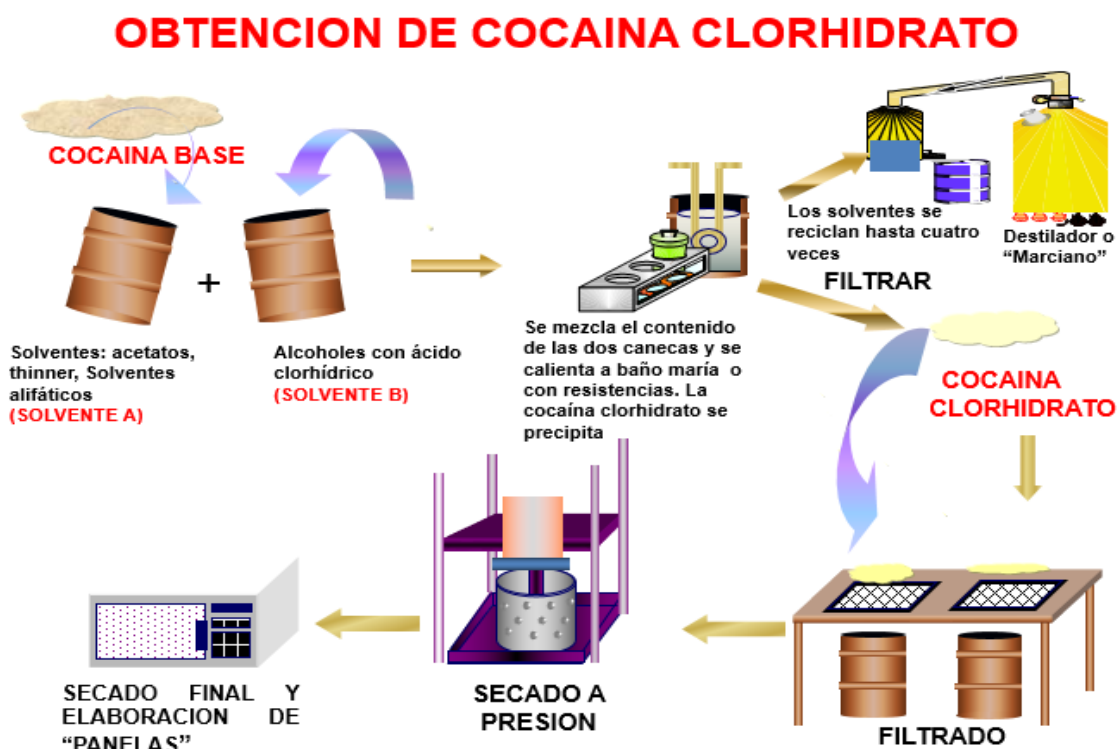 OBTENCION DE COCAINA CLORHIDRATO
COCAINA BASE
+
Solventes: acetatos,
thinner, Solventes
alifáticos
(SOLVENTE A)
Alcoholes con ácido
clorhídrico
(SOLVENTE B)
Se mezcla el contenido
de las dos canecas y se
calienta a baño maría o
con resistencias. La
cocaína clorhidrato se
precipita
Los solventes se
reciclan hasta cuatro
veces
FILTRAR
Destilador o
“Marciano”
COCAINA
CLORHIDRATO
FILTRADO
SECADO A
PRESION
SECADO FINAL Y
ELABORACION DE
“PANELAS”